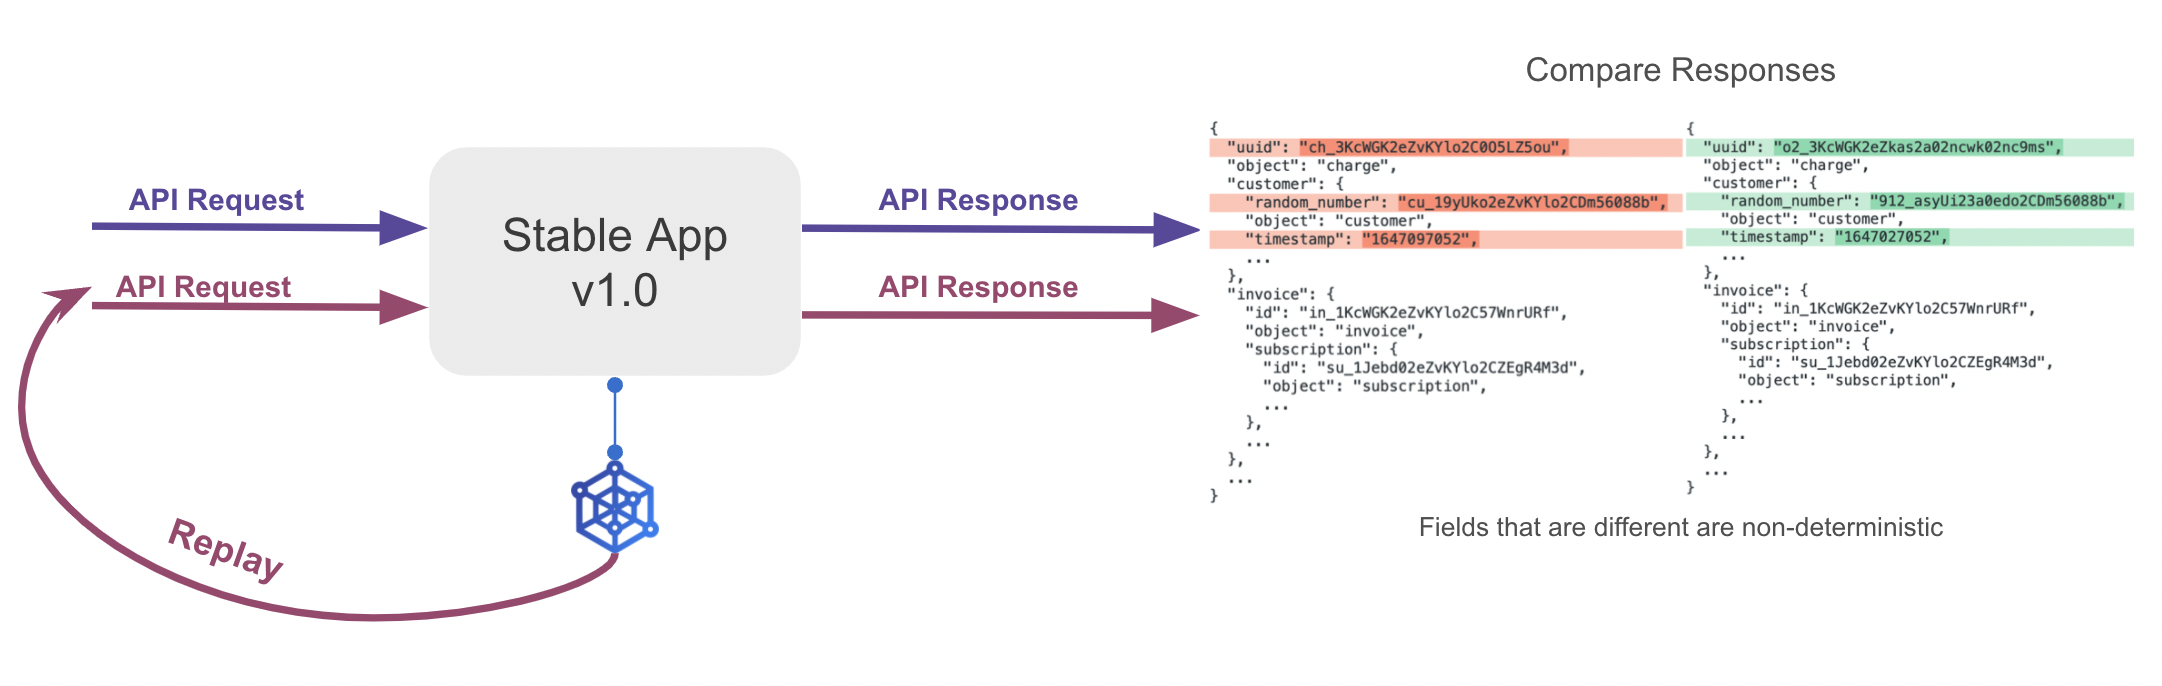 Compare Responses
API Request
API Request
Replay
Stable App
v1.0
API Response
API Response
{
"uuid": "ch_3KcWGK2eZvKYlo2C0O5LZ5ou",
"object": "charge",
"customer": {
"random_number": "cu_19yUko2eZvKYlo2CDm56088b",
"object": "customer",
"timestamp": "1647097052",
...
},
"invoice": {
"id": "in_1KcWGK2eZvKYlo2C57WnrURf",
"object": "invoice",
"subscription": {
"id": "su_1Jebd02eZvKYlo2CZEgR4M3d",
"object": "subscription",
...
},
...
},
...
}
{
"uuid": "o2_3KcWGK2eZkas2a02ncwk02nc9ms",
"object": "charge",
"customer": {
"random_number": "912_asyUi23a0edo2CDm56088b",
"object": "customer",
"timestamp": "1647027052",
...
},
"invoice": {
"id": "in_1KcWGK2eZvKYlo2C57WnrURf",
"object": "invoice",
"subscription": {
"id": "su_1Jebd02eZvKYlo2CZEgR4M3d",
"object": "subscription",
...
},
...
},
...
}
Fields that are different are non-deterministic